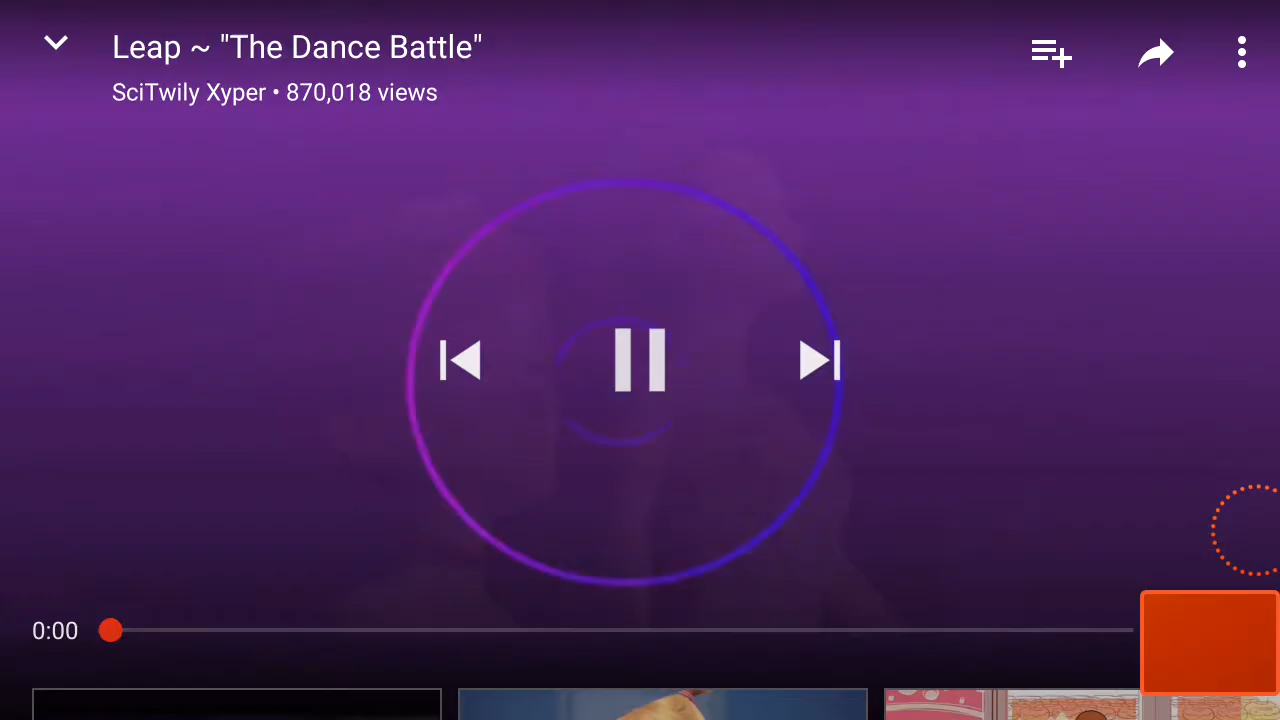 Leap ~ "The Dance Battle"
SciTwily Xyper • 870,018 views
0:00